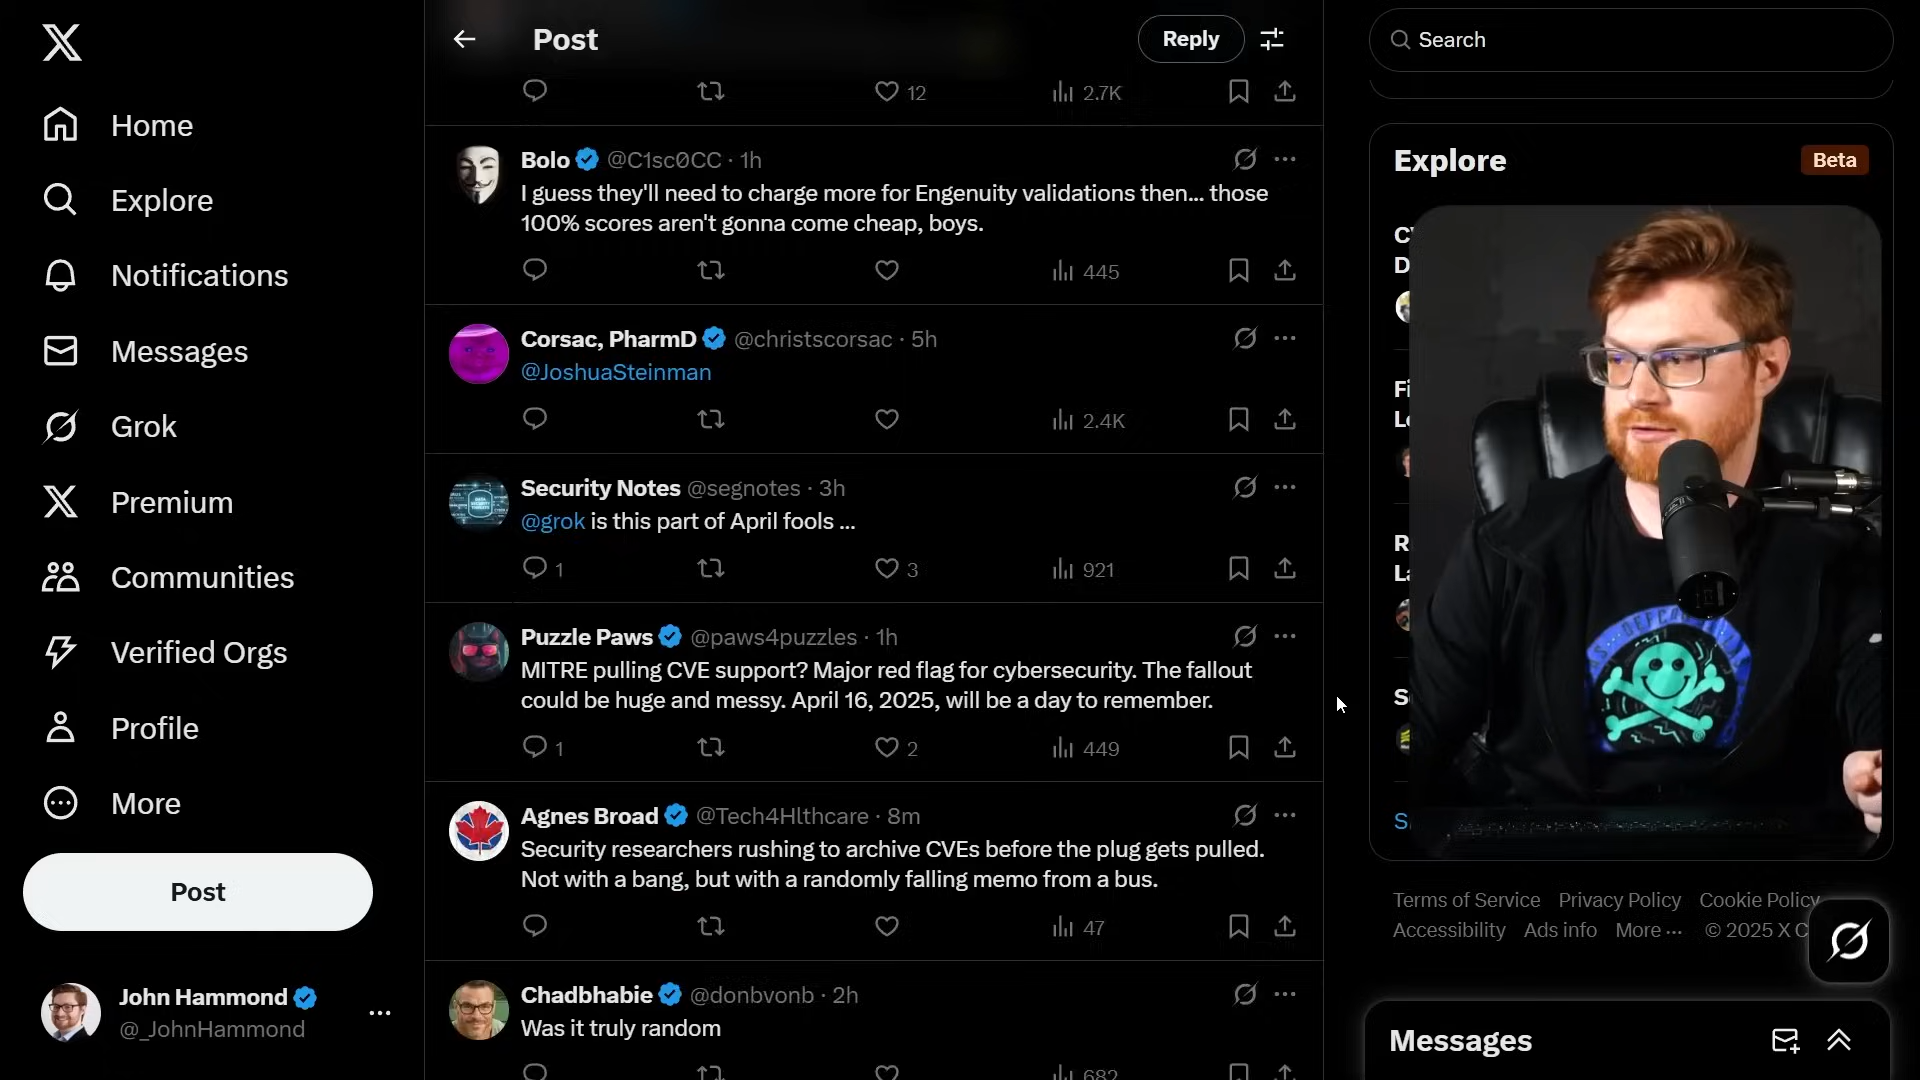 Home
Explore
Notifications
Messages
Grok
Premium
Communities
Verified Orgs
Profile
More
Post
John Hammond
@_JohnHammond
Post
Reply
12
2.7K
Bolo @C1sc0CC · 1h
I guess they'll need to charge more for Engenuity validations then... those
100% scores aren't gonna come cheap, boys.
445
Corsac, PharmD @christscorsac · 5h
@JoshuaSteinman
2.4K
Security Notes @segnotes · 3h
@grok is this part of April fools ...
1
3
921
Puzzle Paws @paws4puzzles · 1h
MITRE pulling CVE support? Major red flag for cybersecurity. The fallout
could be huge and messy. April 16, 2025, will be a day to remember.
1
2
449
Agnes Broad @Tech4Hlthcare · 8m
Security researchers rushing to archive CVEs before the plug gets pulled.
Not with a bang, but with a randomly falling memo from a bus.
47
Chadbhabie @donbvonb · 2h
Was it truly random
682
Search
Explore
Beta
Terms of Service Privacy Policy Cookie Policy
Accessibility Ads info More ··· © 2025 X C
Messages